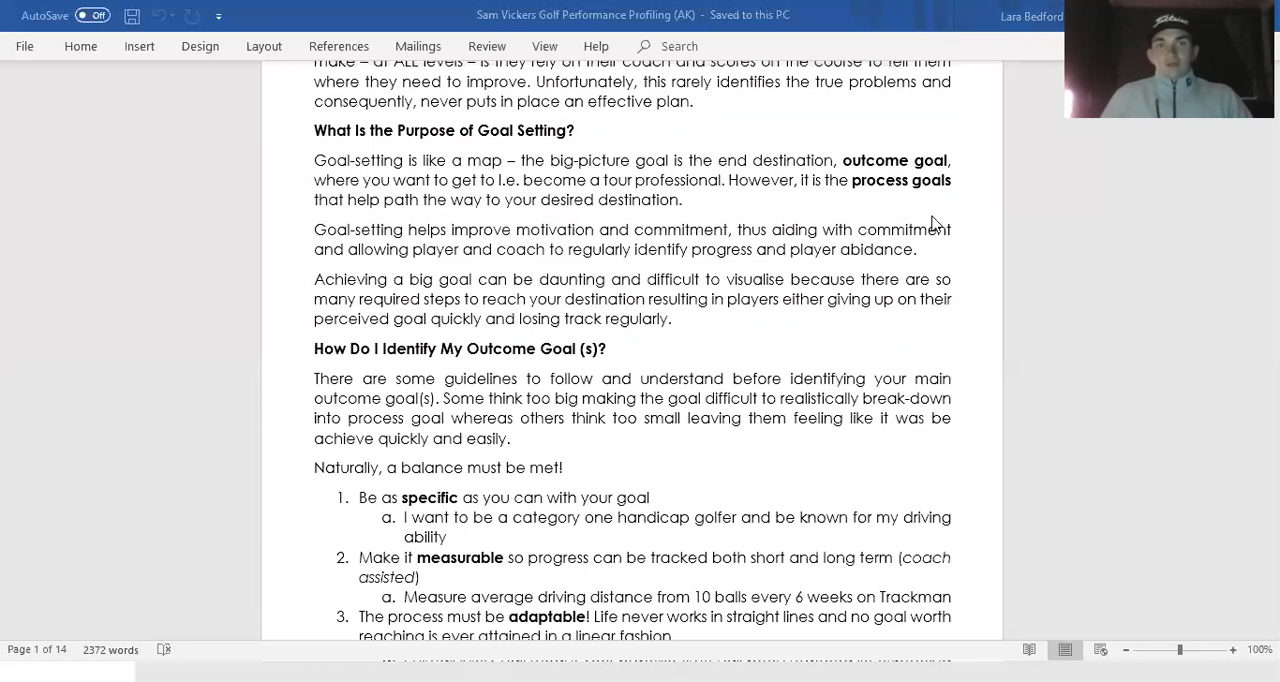 AutoSave Off Sam Vickers Golf Performance Profiling (AK) - Saved to this PC Lara Bedford
File Home Insert Design Layout References Mailings Review View Help Search
make – at ALL levels – is they rely on their coach and scores on the course to tell them
where they need to improve. Unfortunately, this rarely identifies the true problems and
consequently, never puts in place an effective plan.
What Is the Purpose of Goal Setting?
Goal-setting is like a map – the big-picture goal is the end destination, outcome goal,
where you want to get to I.e. become a tour professional. However, it is the process goals
that help path the way to your desired destination.
Goal-setting helps improve motivation and commitment, thus aiding with commitment
and allowing player and coach to regularly identify progress and player abidance.
Achieving a big goal can be daunting and difficult to visualise because there are so
many required steps to reach your destination resulting in players either giving up on their
perceived goal quickly and losing track regularly.
How Do I Identify My Outcome Goal (s)?
There are some guidelines to follow and understand before identifying your main
outcome goal(s). Some think too big making the goal difficult to realistically break-down
into process goal whereas others think too small leaving them feeling like it was be
achieve quickly and easily.
Naturally, a balance must be met!
1. Be as specific as you can with your goal
a. I want to be a category one handicap golfer and be known for my driving
ability
2. Make it measurable so progress can be tracked both short and long term (coach
assisted)
a. Measure average driving distance from 10 balls every 6 weeks on Trackman
3. The process must be adaptable! Life never works in straight lines and no goal worth
reaching is ever attained in a linear fashion
Page 1 of 14 2372 words 100%
Titleist